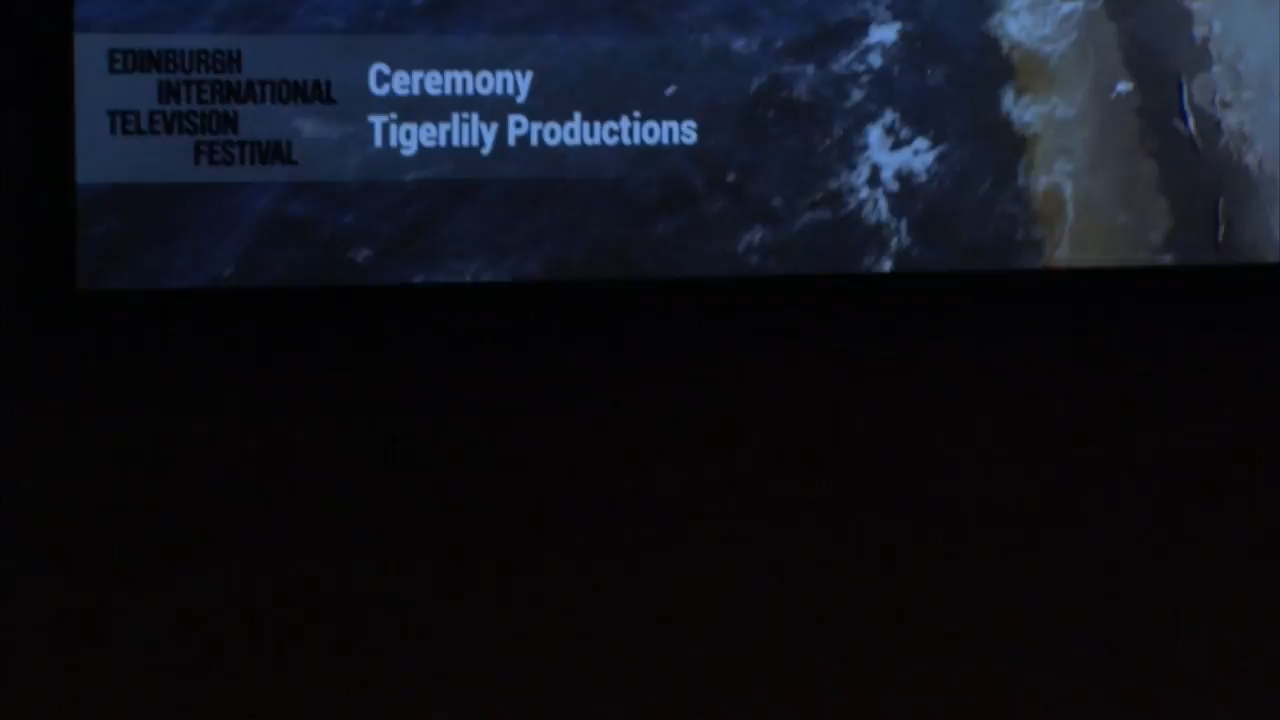 EDINBURGH
INTERNATIONAL
TELEVISION
FESTIVAL
Ceremony
Tigerlily Productions